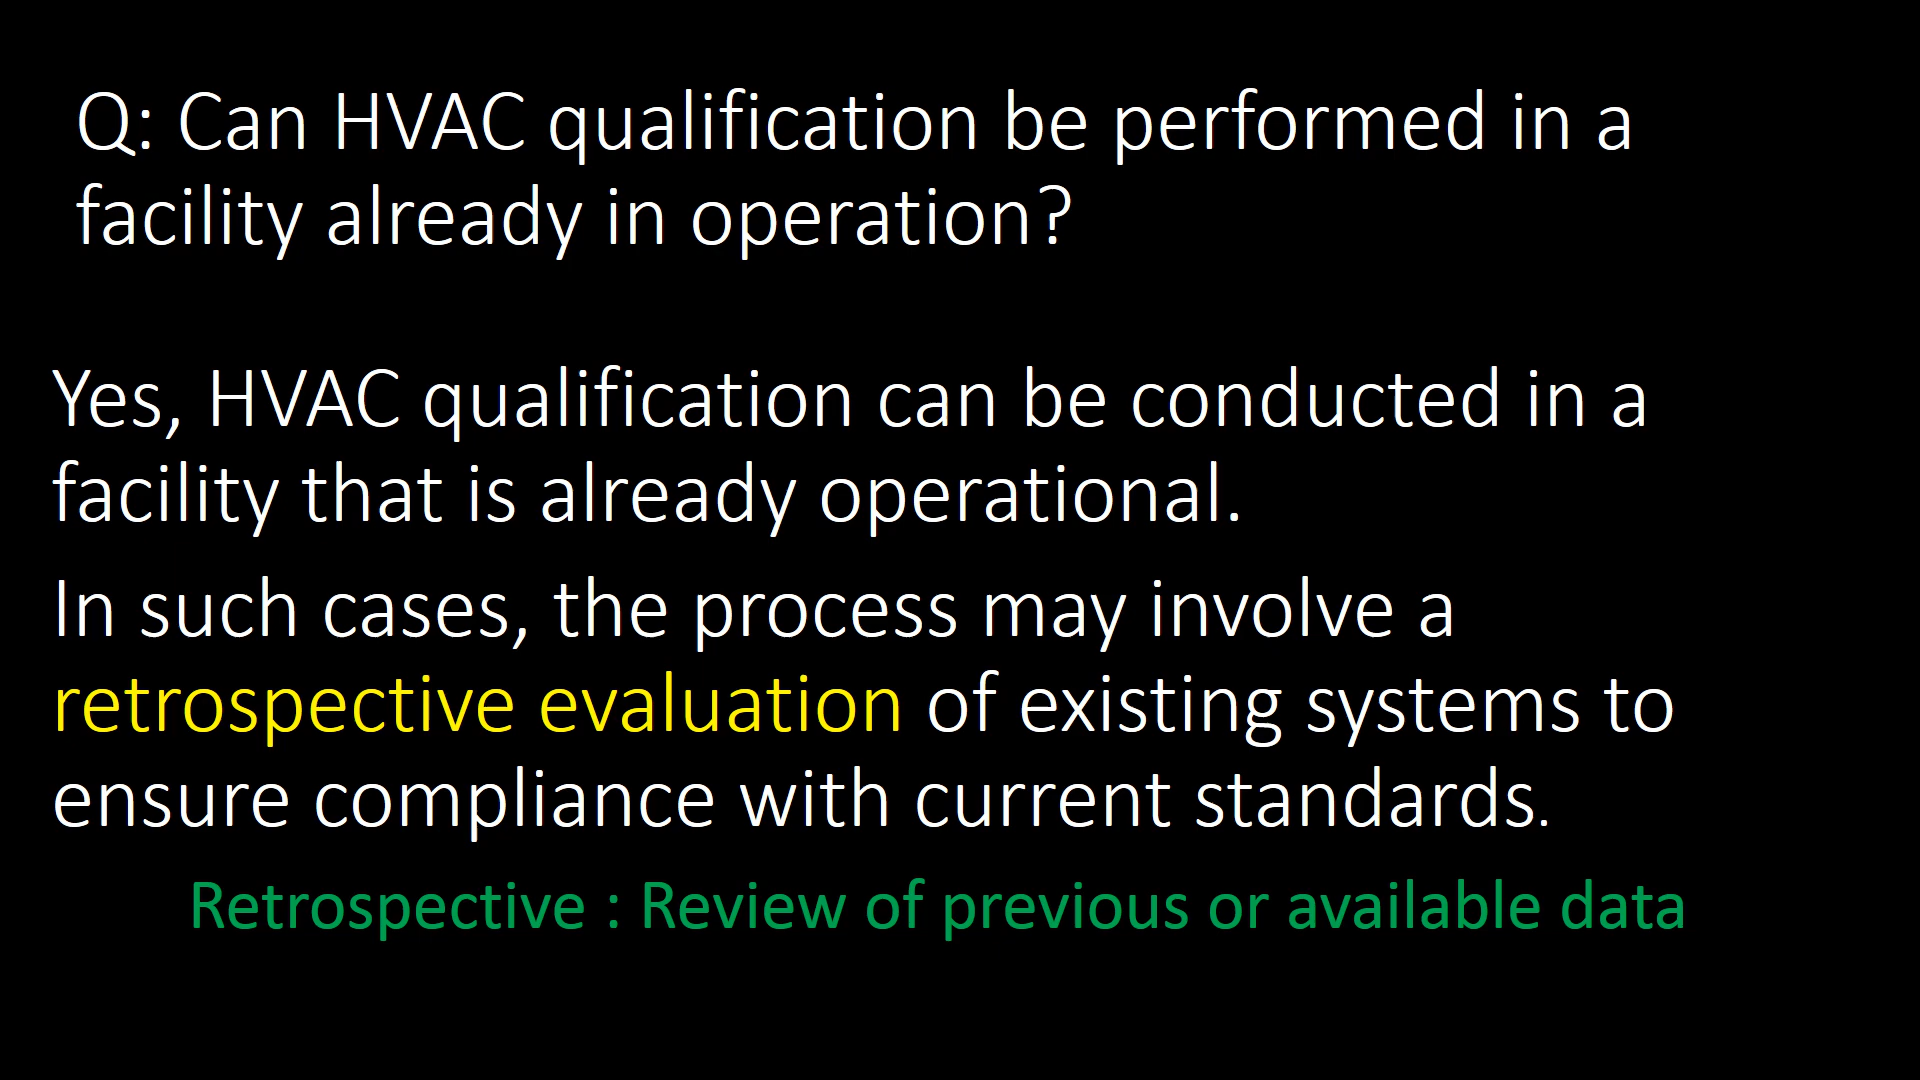 Q: Can HVAC qualification be performed in a
facility already in operation?
Yes, HVAC qualification can be conducted in a
facility that is already operational.
In such cases, the process may involve a
retrospective evaluation of existing systems to
ensure compliance with current standards.
Retrospective : Review of previous or available data